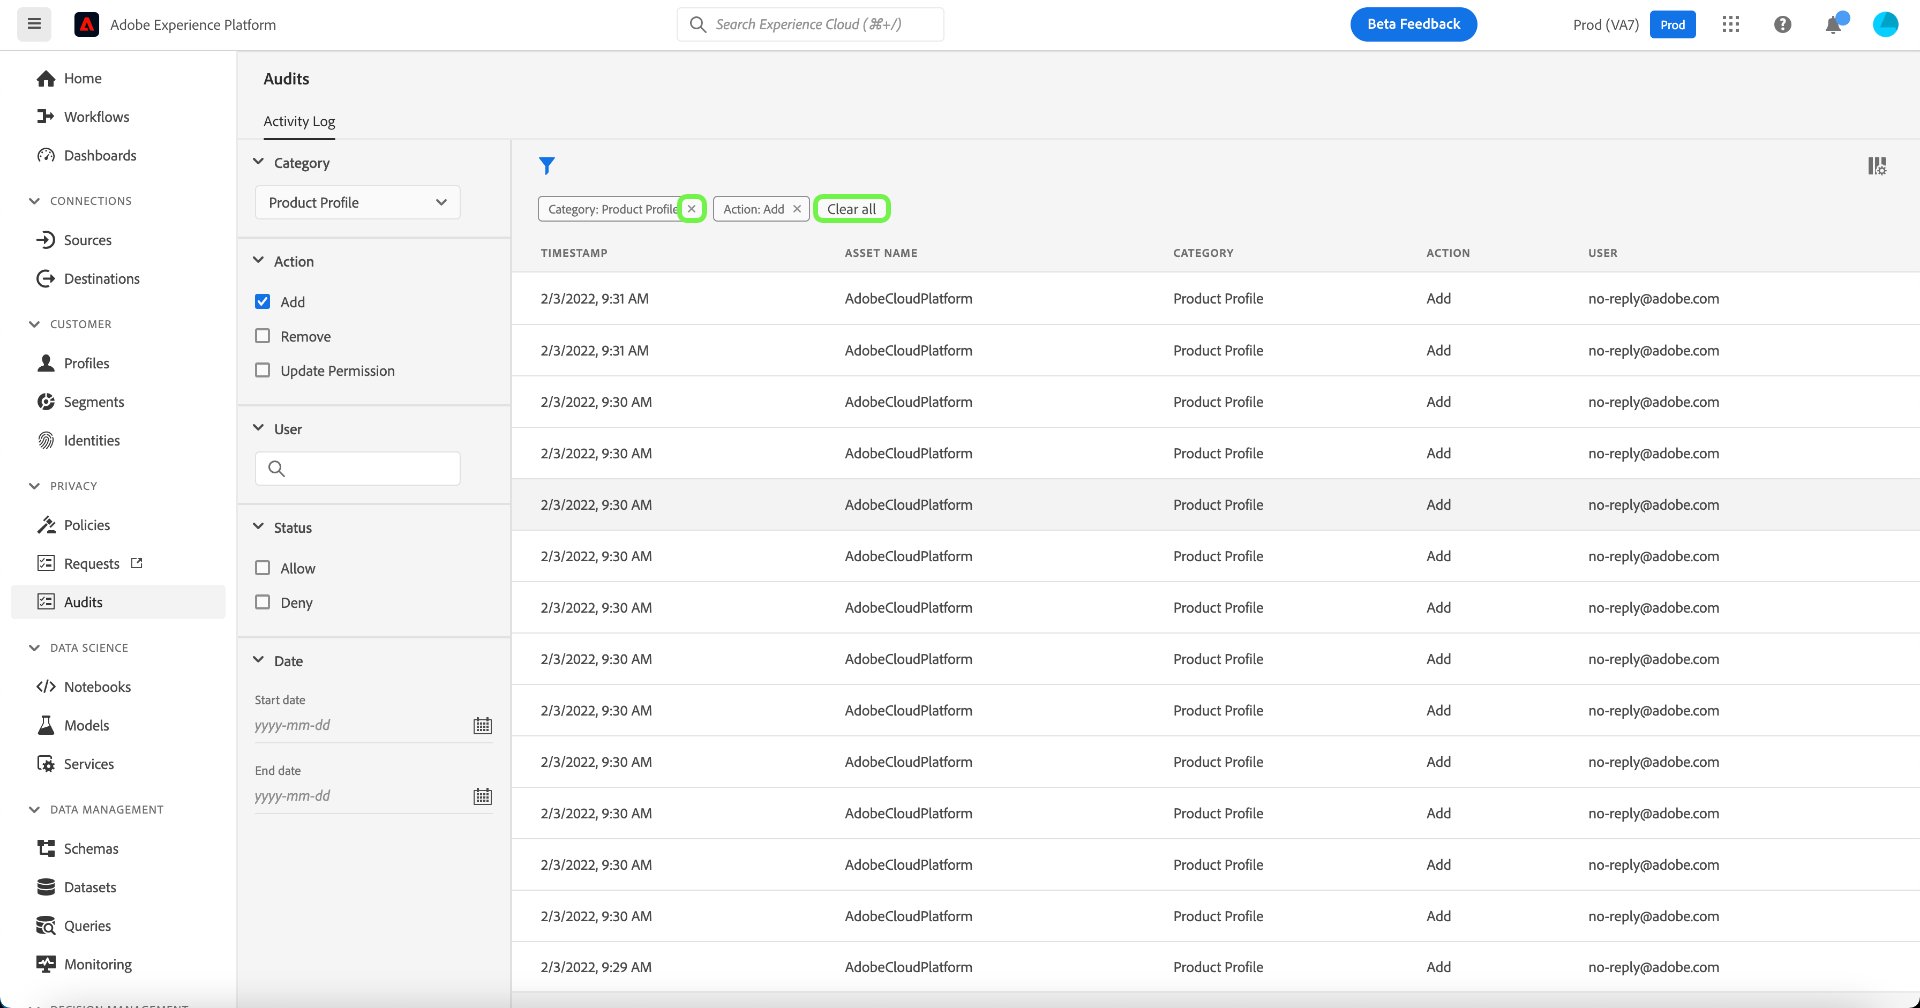 Adobe Experience Platform
Search Experience Cloud (⌘+/)
Beta Feedback
Prod (VA7)
Prod
Home
Workflows
Dashboards
CONNECTIONS
Sources
Destinations
CUSTOMER
Profiles
Segments
Identities
PRIVACY
Policies
Requests
Audits
DATA SCIENCE
Notebooks
Models
Services
DATA MANAGEMENT
Schemas
Datasets
Queries
Monitoring
DECISION MANAGEMENT
Audits
Activity Log
Category
Product Profile
Action
Add
Remove
Update Permission
User
Status
Allow
Deny
Date
Start date
yyyy-mm-dd
End date
yyyy-mm-dd
Category: Product Profile
Action: Add
Clear all
TIMESTAMP ASSET NAME CATEGORY ACTION USER
2/3/2022, 9:31 AM AdobeCloudPlatform Product Profile Add no-reply@adobe.com
2/3/2022, 9:31 AM AdobeCloudPlatform Product Profile Add no-reply@adobe.com
2/3/2022, 9:30 AM AdobeCloudPlatform Product Profile Add no-reply@adobe.com
2/3/2022, 9:30 AM AdobeCloudPlatform Product Profile Add no-reply@adobe.com
2/3/2022, 9:30 AM AdobeCloudPlatform Product Profile Add no-reply@adobe.com
2/3/2022, 9:30 AM AdobeCloudPlatform Product Profile Add no-reply@adobe.com
2/3/2022, 9:30 AM AdobeCloudPlatform Product Profile Add no-reply@adobe.com
2/3/2022, 9:30 AM AdobeCloudPlatform Product Profile Add no-reply@adobe.com
2/3/2022, 9:30 AM AdobeCloudPlatform Product Profile Add no-reply@adobe.com
2/3/2022, 9:30 AM AdobeCloudPlatform Product Profile Add no-reply@adobe.com
2/3/2022, 9:30 AM AdobeCloudPlatform Product Profile Add no-reply@adobe.com
2/3/2022, 9:30 AM AdobeCloudPlatform Product Profile Add no-reply@adobe.com
2/3/2022, 9:30 AM AdobeCloudPlatform Product Profile Add no-reply@adobe.com
2/3/2022, 9:29 AM AdobeCloudPlatform Product Profile Add no-reply@adobe.com